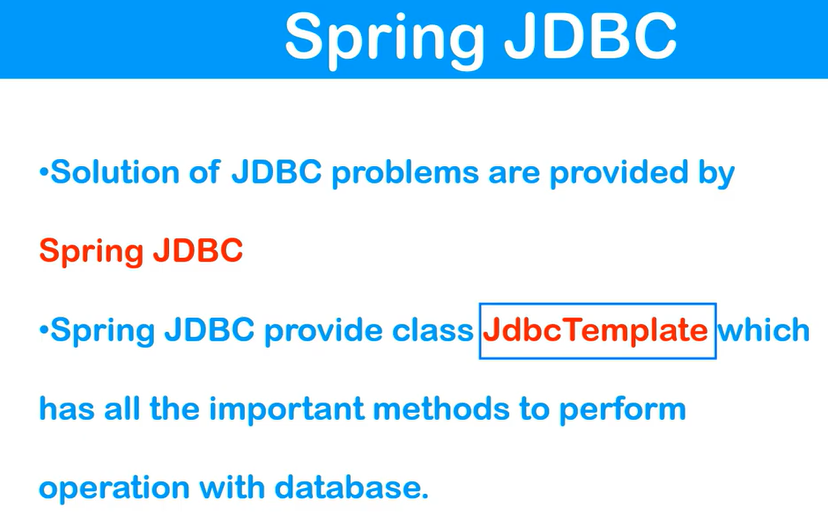 Spring JDBC
•Solution of JDBC problems are provided by
Spring JDBC
•Spring JDBC provide class JdbcTemplate which
has all the important methods to perform
operation with database.